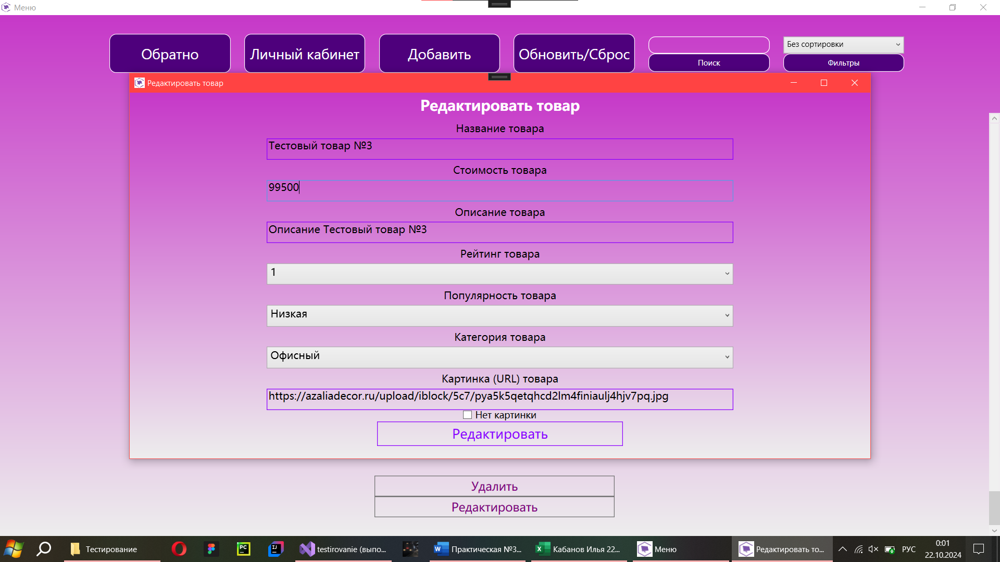 Меню
Обратно
Личный кабинет
Добавить
Обновить/Сброс
Поиск
Без сортировки
Фильтры
Редактировать товар
Редактировать товар
Название товара
Тестовый товар №3
Стоимость товара
99500
Описание товара
Описание Тестовый товар №3
Рейтинг товара
1
Популярность товара
Низкая
Категория товара
Офисный
Картинка (URL) товара
https://azaliadecor.ru/upload/iblock/5c7/pya5k5qetqhcd2lm4finiaulj4hjv7pq.jpg
Нет картинки
Редактировать
Удалить
Редактировать
Тестирование
PC
IJ
testirovanie (выпо...
W
Практическая №3...
X
Кабанов Илья 22...
Меню
Редактировать то...
РУС
0:01
22.10.2024